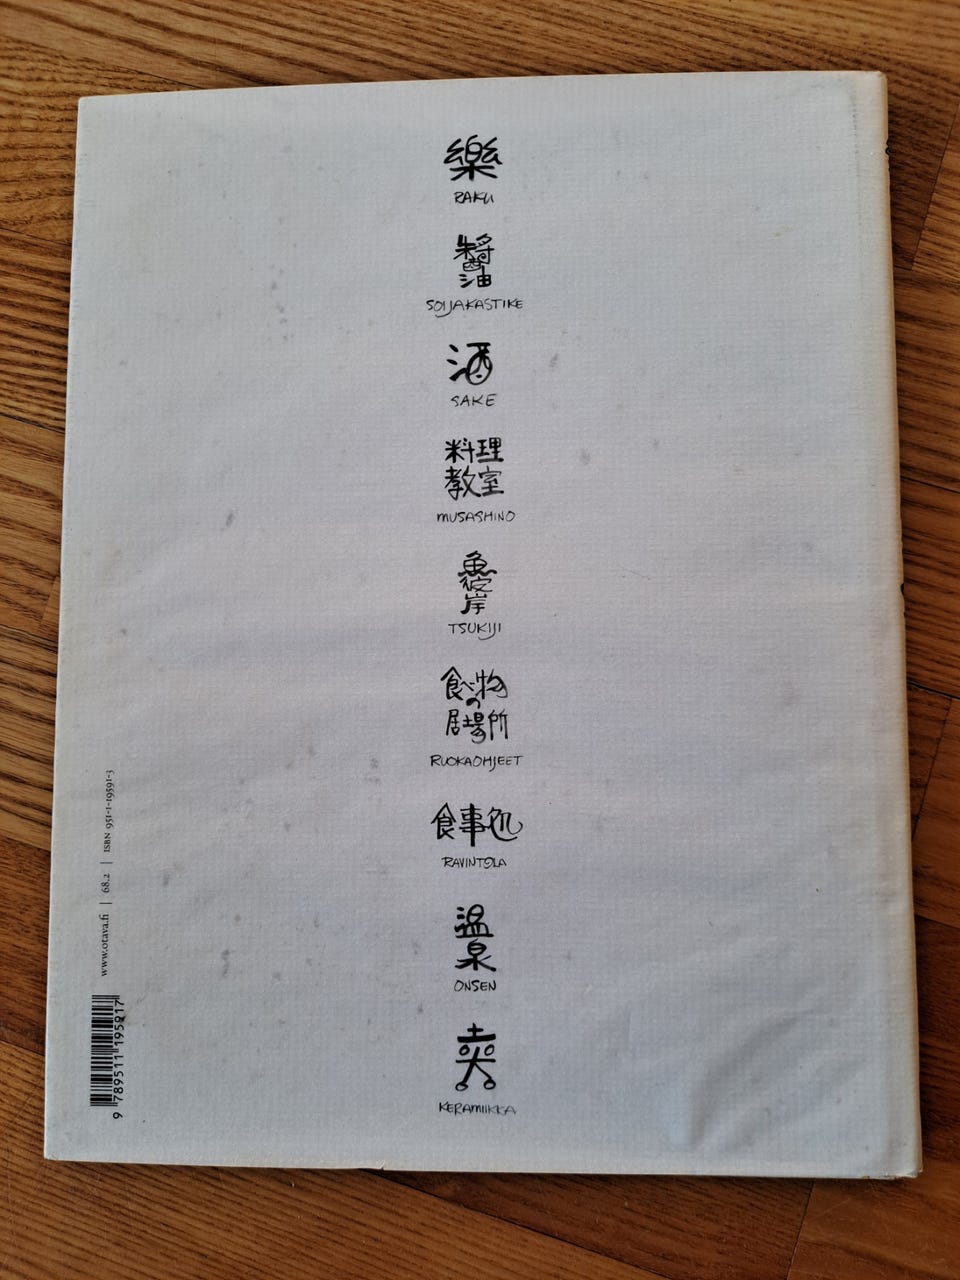 樂
RAKU
醬
油
SOIJAKASTIKE
酒
SAKE
料理
教室
MUSASHINO
魚
彼
岸
TSUKIJI
食べ物
の
居場所
RUOKAOHJEET
食事処
RAVINTOLA
温
泉
ONSEN
KERAMIIKKA
www.otava.fi | 68.2 | ISBN 951-1-19591-3
9 789511 195917